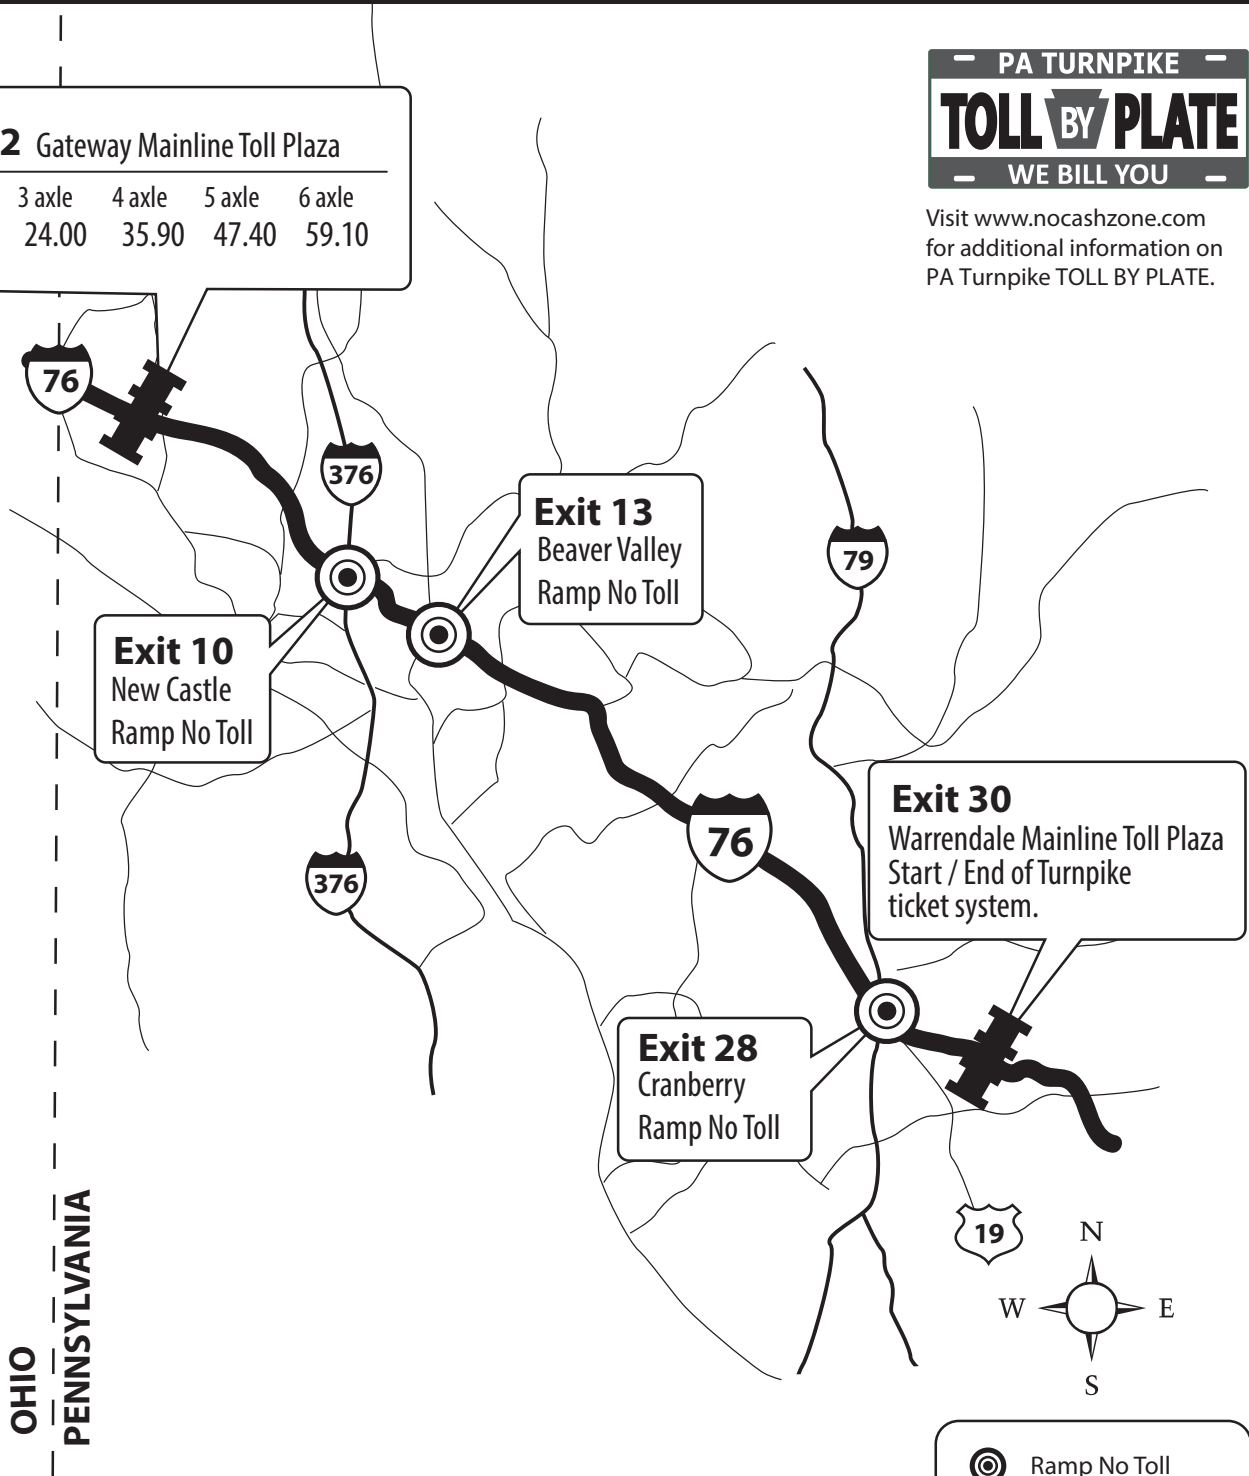 PA TURNPIKE
TOLL BY PLATE
WE BILL YOU
Visit www.nocashzone.com
for additional information on
PA Turnpike TOLL BY PLATE.
2 Gateway Mainline Toll Plaza
3 axle 4 axle 5 axle 6 axle
24.00 35.90 47.40 59.10
76
376
Exit 13
Beaver Valley
Ramp No Toll
79
Exit 10
New Castle
Ramp No Toll
76
Exit 30
Warrendale Mainline Toll Plaza
Start / End of Turnpike
ticket system.
376
Exit 28
Cranberry
Ramp No Toll
19
N
W E
S
OHIO
PENNSYLVANIA
Ramp No Toll